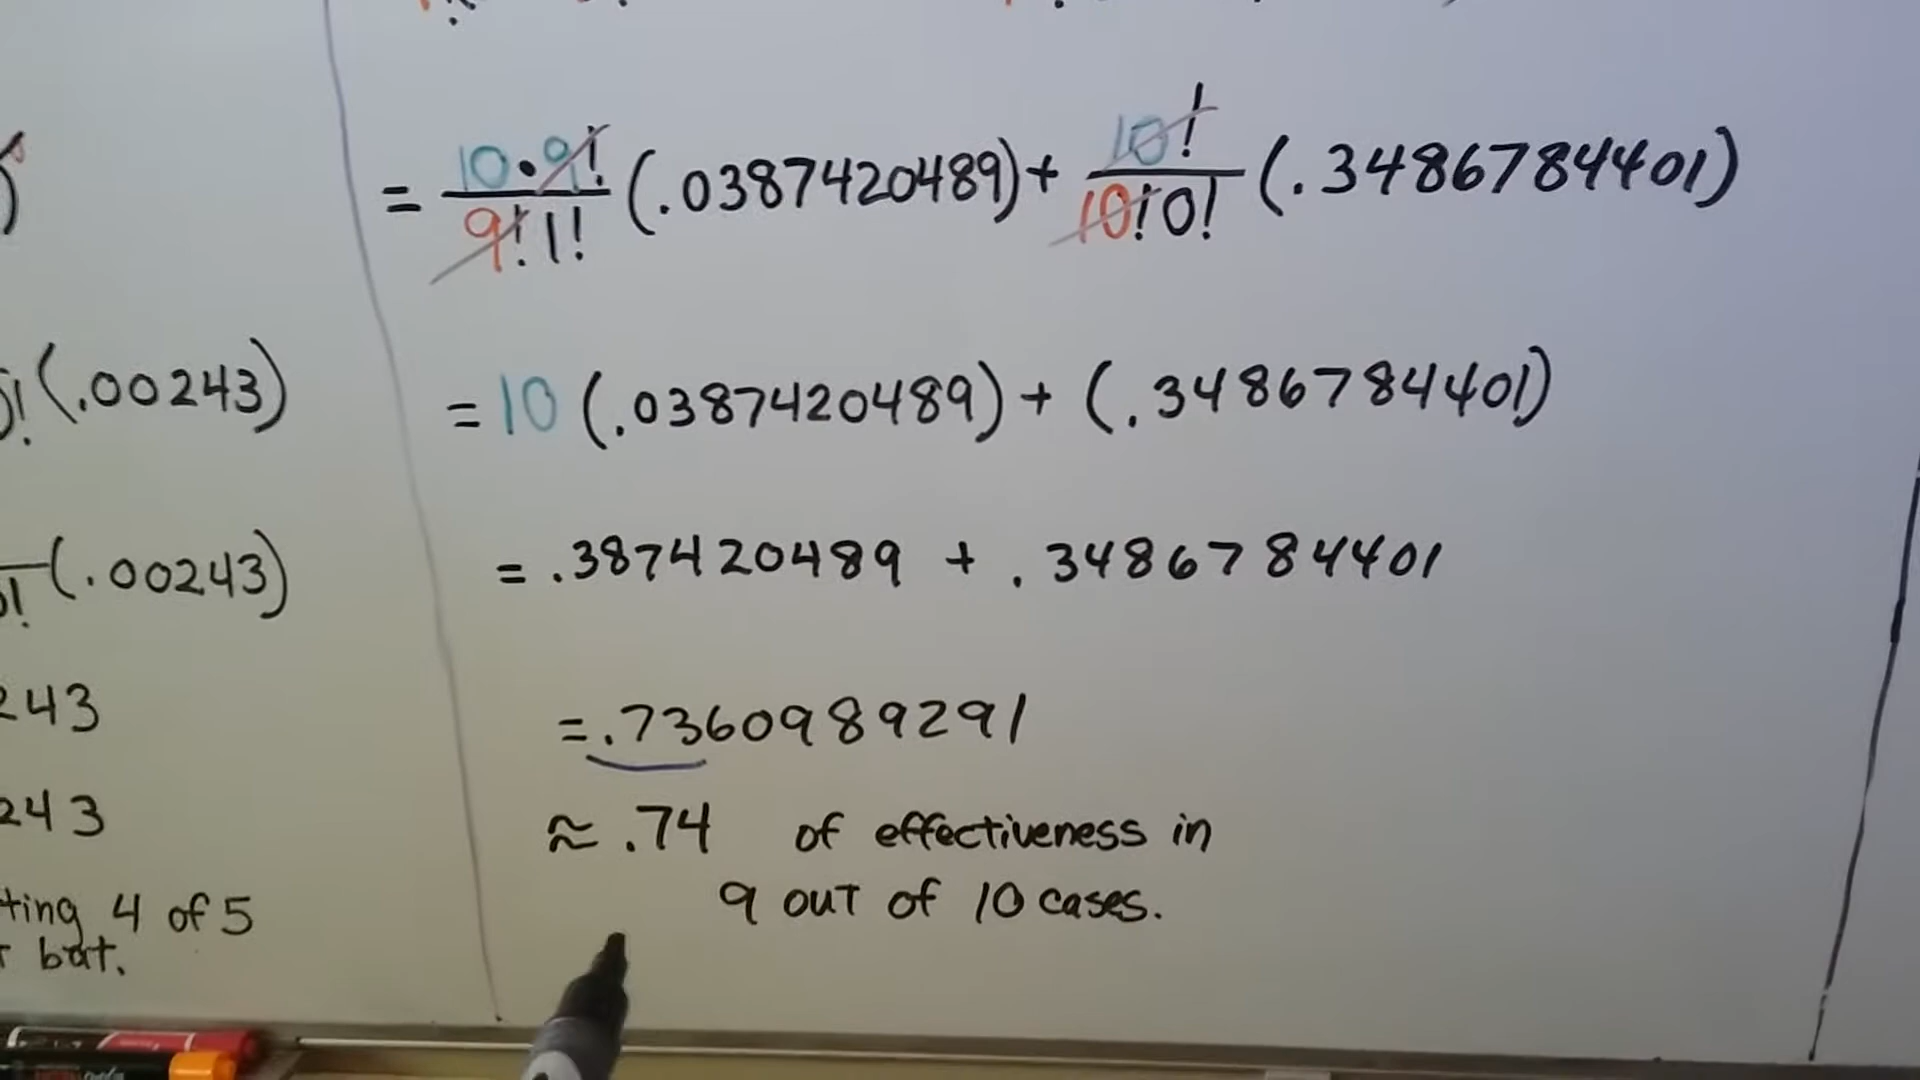 = 10·9!/9!1! (.0387420489) + 10!/10!0! (.3486784401)
= 10 (.0387420489) + (.3486784401)
= .387420489 + .3486784401
= .7360989291
≈ .74 of effectiveness in
9 out of 10 cases.
! (.00243)
! (.00243)
243
243
ting 4 of 5
bat.